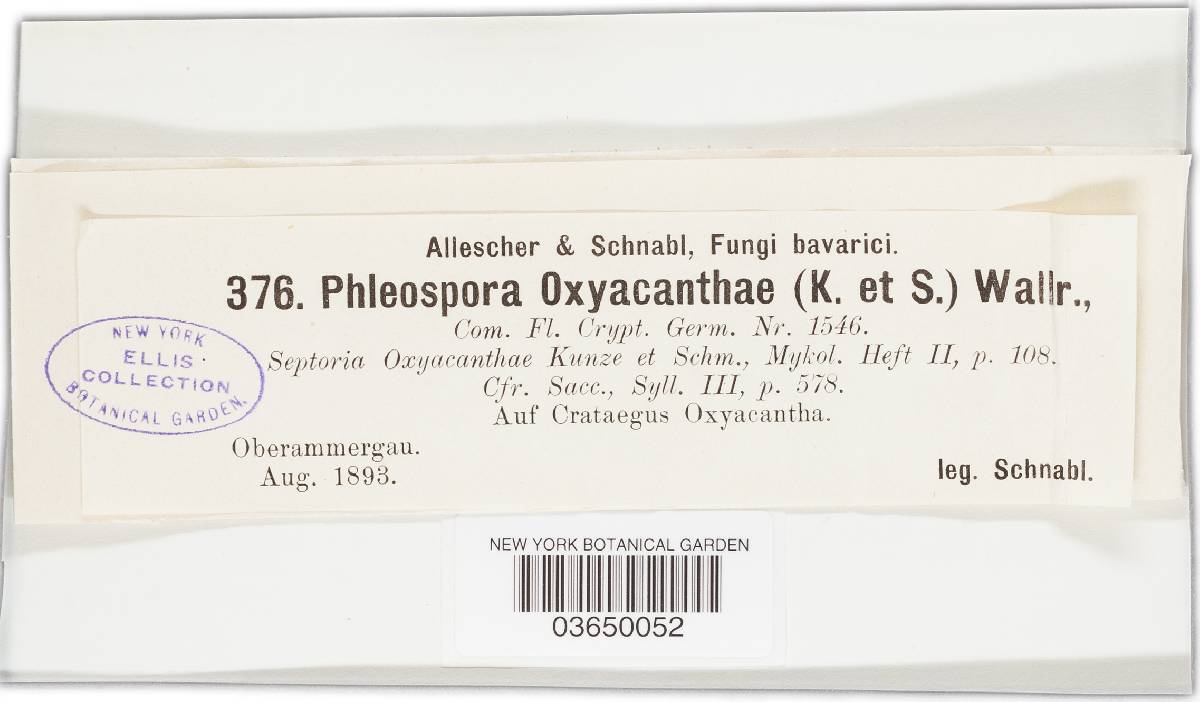 Allescher & Schnabl, Fungi bavarici.
376. Phleospora Oxyacanthae (K. et S.) Wallr.,
Com. Fl. Crypt. Germ. Nr. 1546.
Septoria Oxyacanthae Kunze et Schm., Mykol. Heft II, p. 108.
Cfr. Sacc., Syll. III, p. 578.
Auf Crataegus Oxyacantha.
Oberammergau.
Aug. 1893.
leg. Schnabl.
NEW YORK
ELLIS
COLLECTION
BOTANICAL GARDEN.
NEW YORK BOTANICAL GARDEN
03650052